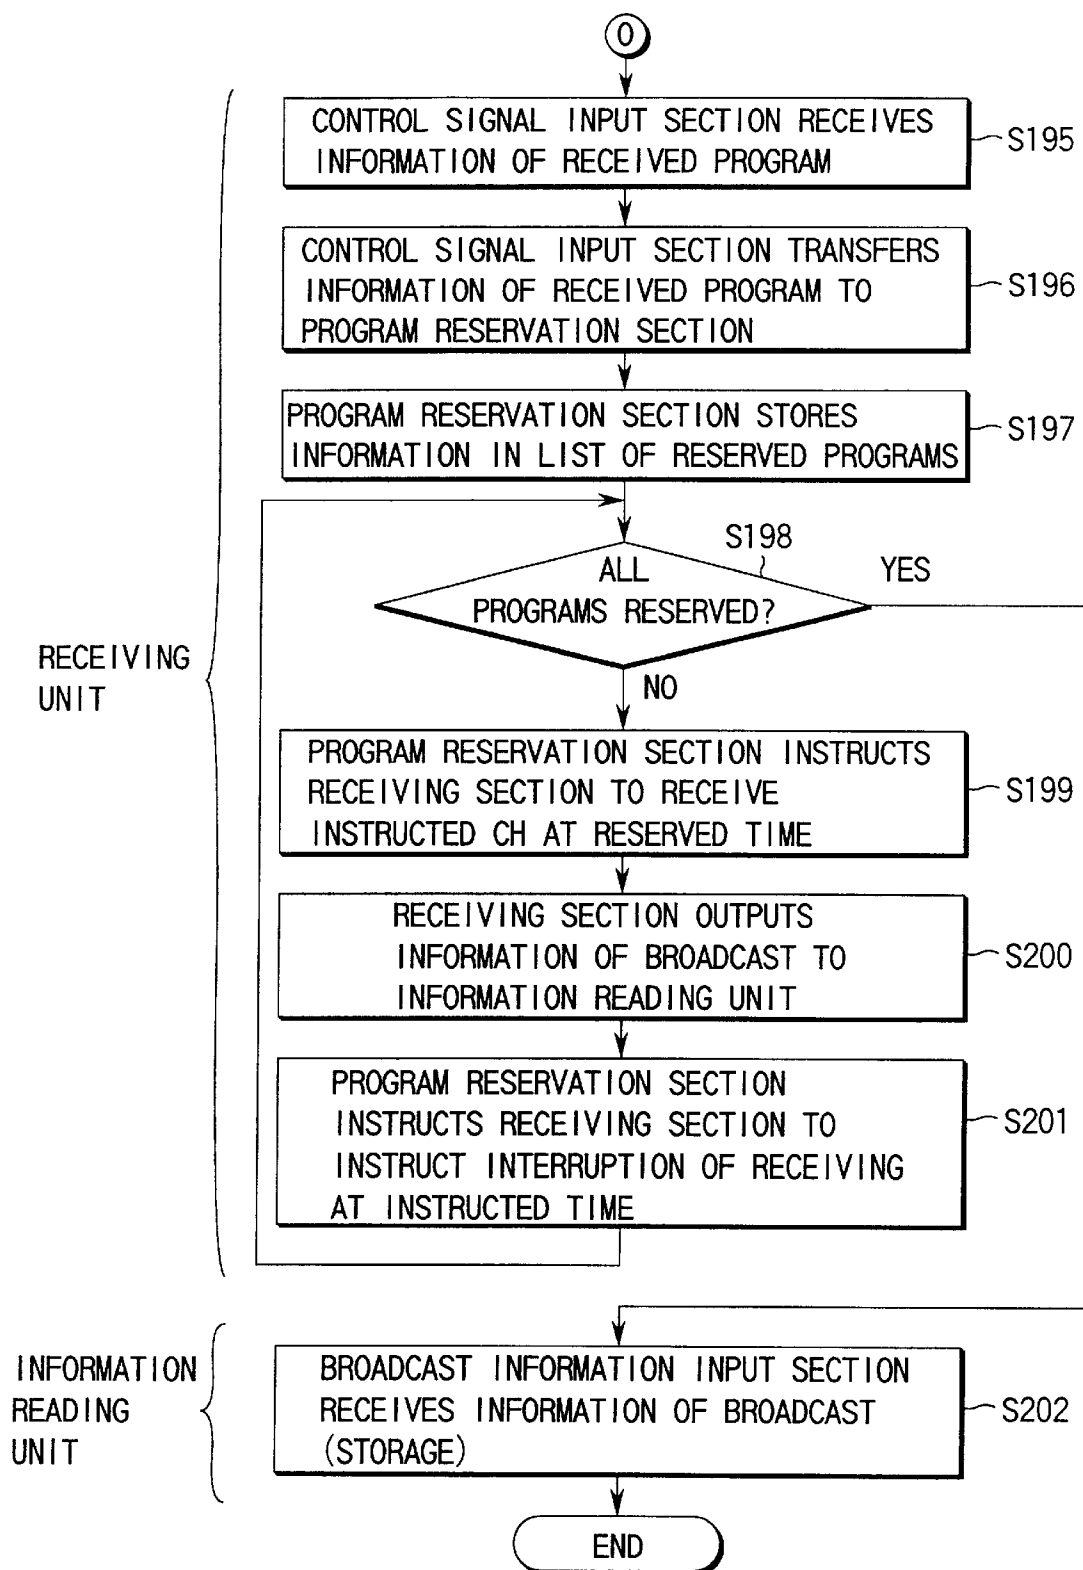 O
CONTROL SIGNAL INPUT SECTION RECEIVES
INFORMATION OF RECEIVED PROGRAM
S195
CONTROL SIGNAL INPUT SECTION TRANSFERS
INFORMATION OF RECEIVED PROGRAM TO
PROGRAM RESERVATION SECTION
S196
PROGRAM RESERVATION SECTION STORES
INFORMATION IN LIST OF RESERVED PROGRAMS
S197
S198
ALL
PROGRAMS RESERVED?
YES
NO
RECEIVING
UNIT
PROGRAM RESERVATION SECTION INSTRUCTS
RECEIVING SECTION TO RECEIVE
INSTRUCTED CH AT RESERVED TIME
S199
RECEIVING SECTION OUTPUTS
INFORMATION OF BROADCAST TO
INFORMATION READING UNIT
S200
PROGRAM RESERVATION SECTION
INSTRUCTS RECEIVING SECTION TO
INSTRUCT INTERRUPTION OF RECEIVING
AT INSTRUCTED TIME
S201
INFORMATION
READING
UNIT
BROADCAST INFORMATION INPUT SECTION
RECEIVES INFORMATION OF BROADCAST
(STORAGE)
S202
END